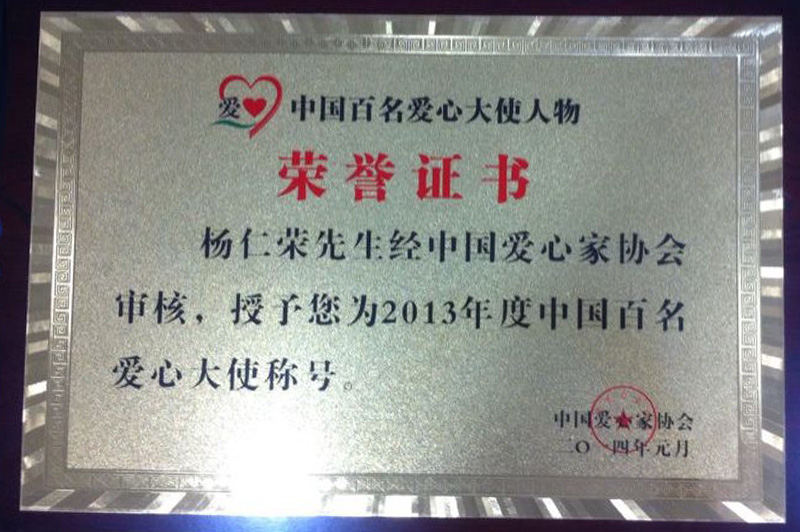 爱
中国百名爱心大使人物
荣誉证书
杨仁荣先生经中国爱心家协会
审核，授予您为2013年度中国百名
爱心大使称号。
中国爱心家协会
二〇一四年元月